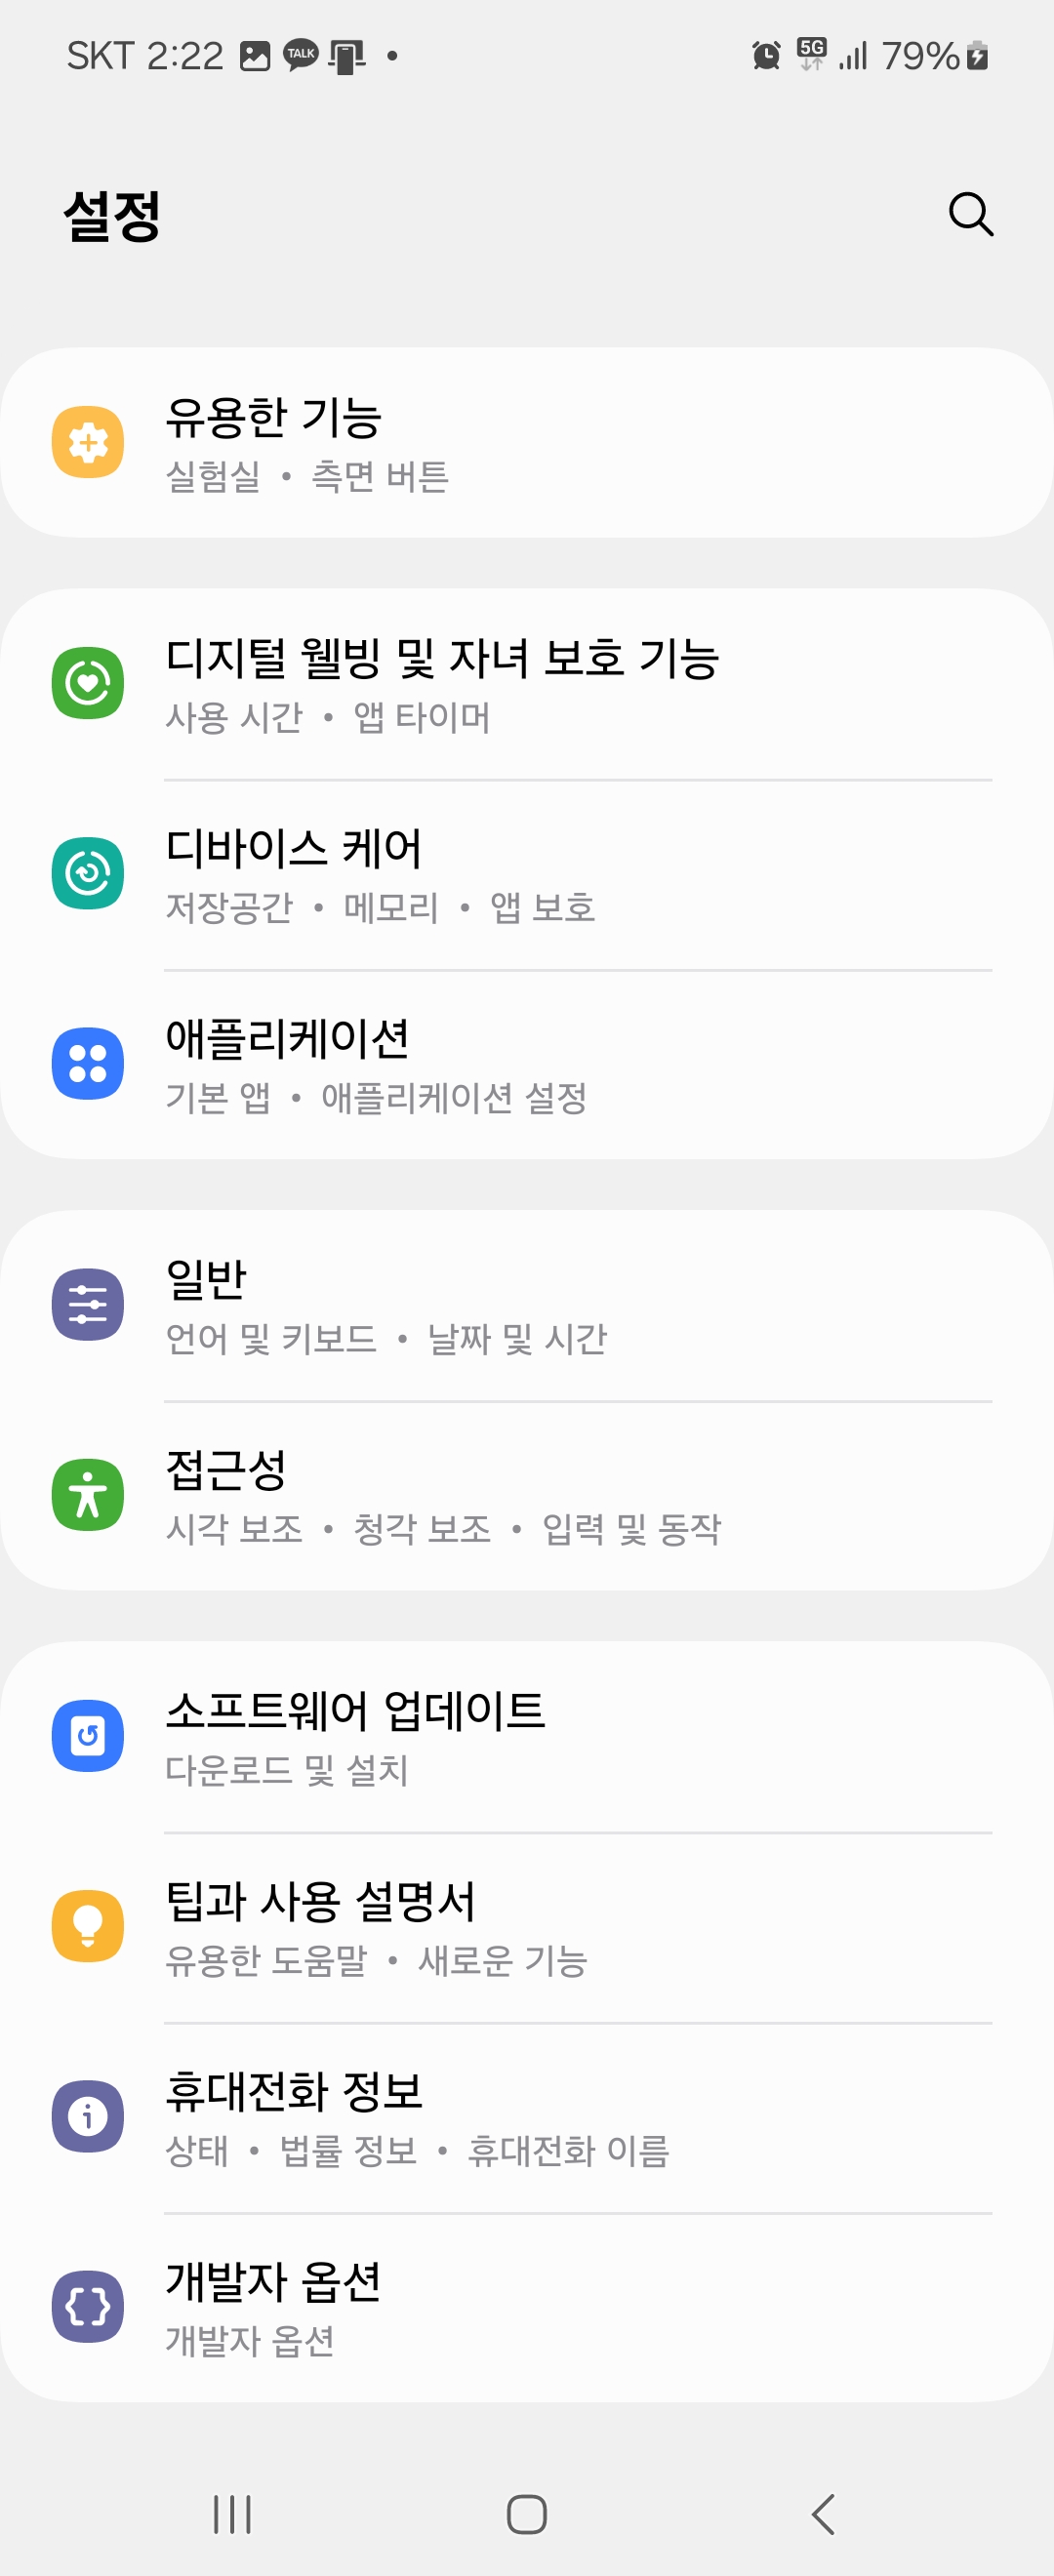 SKT 2:22 TALK 5G 79%
설정
유용한 기능
실험실 • 측면 버튼
디지털 웰빙 및 자녀 보호 기능
사용 시간 • 앱 타이머
디바이스 케어
저장공간 • 메모리 • 앱 보호
애플리케이션
기본 앱 • 애플리케이션 설정
일반
언어 및 키보드 • 날짜 및 시간
접근성
시각 보조 • 청각 보조 • 입력 및 동작
소프트웨어 업데이트
다운로드 및 설치
팁과 사용 설명서
유용한 도움말 • 새로운 기능
휴대전화 정보
상태 • 법률 정보 • 휴대전화 이름
개발자 옵션
개발자 옵션